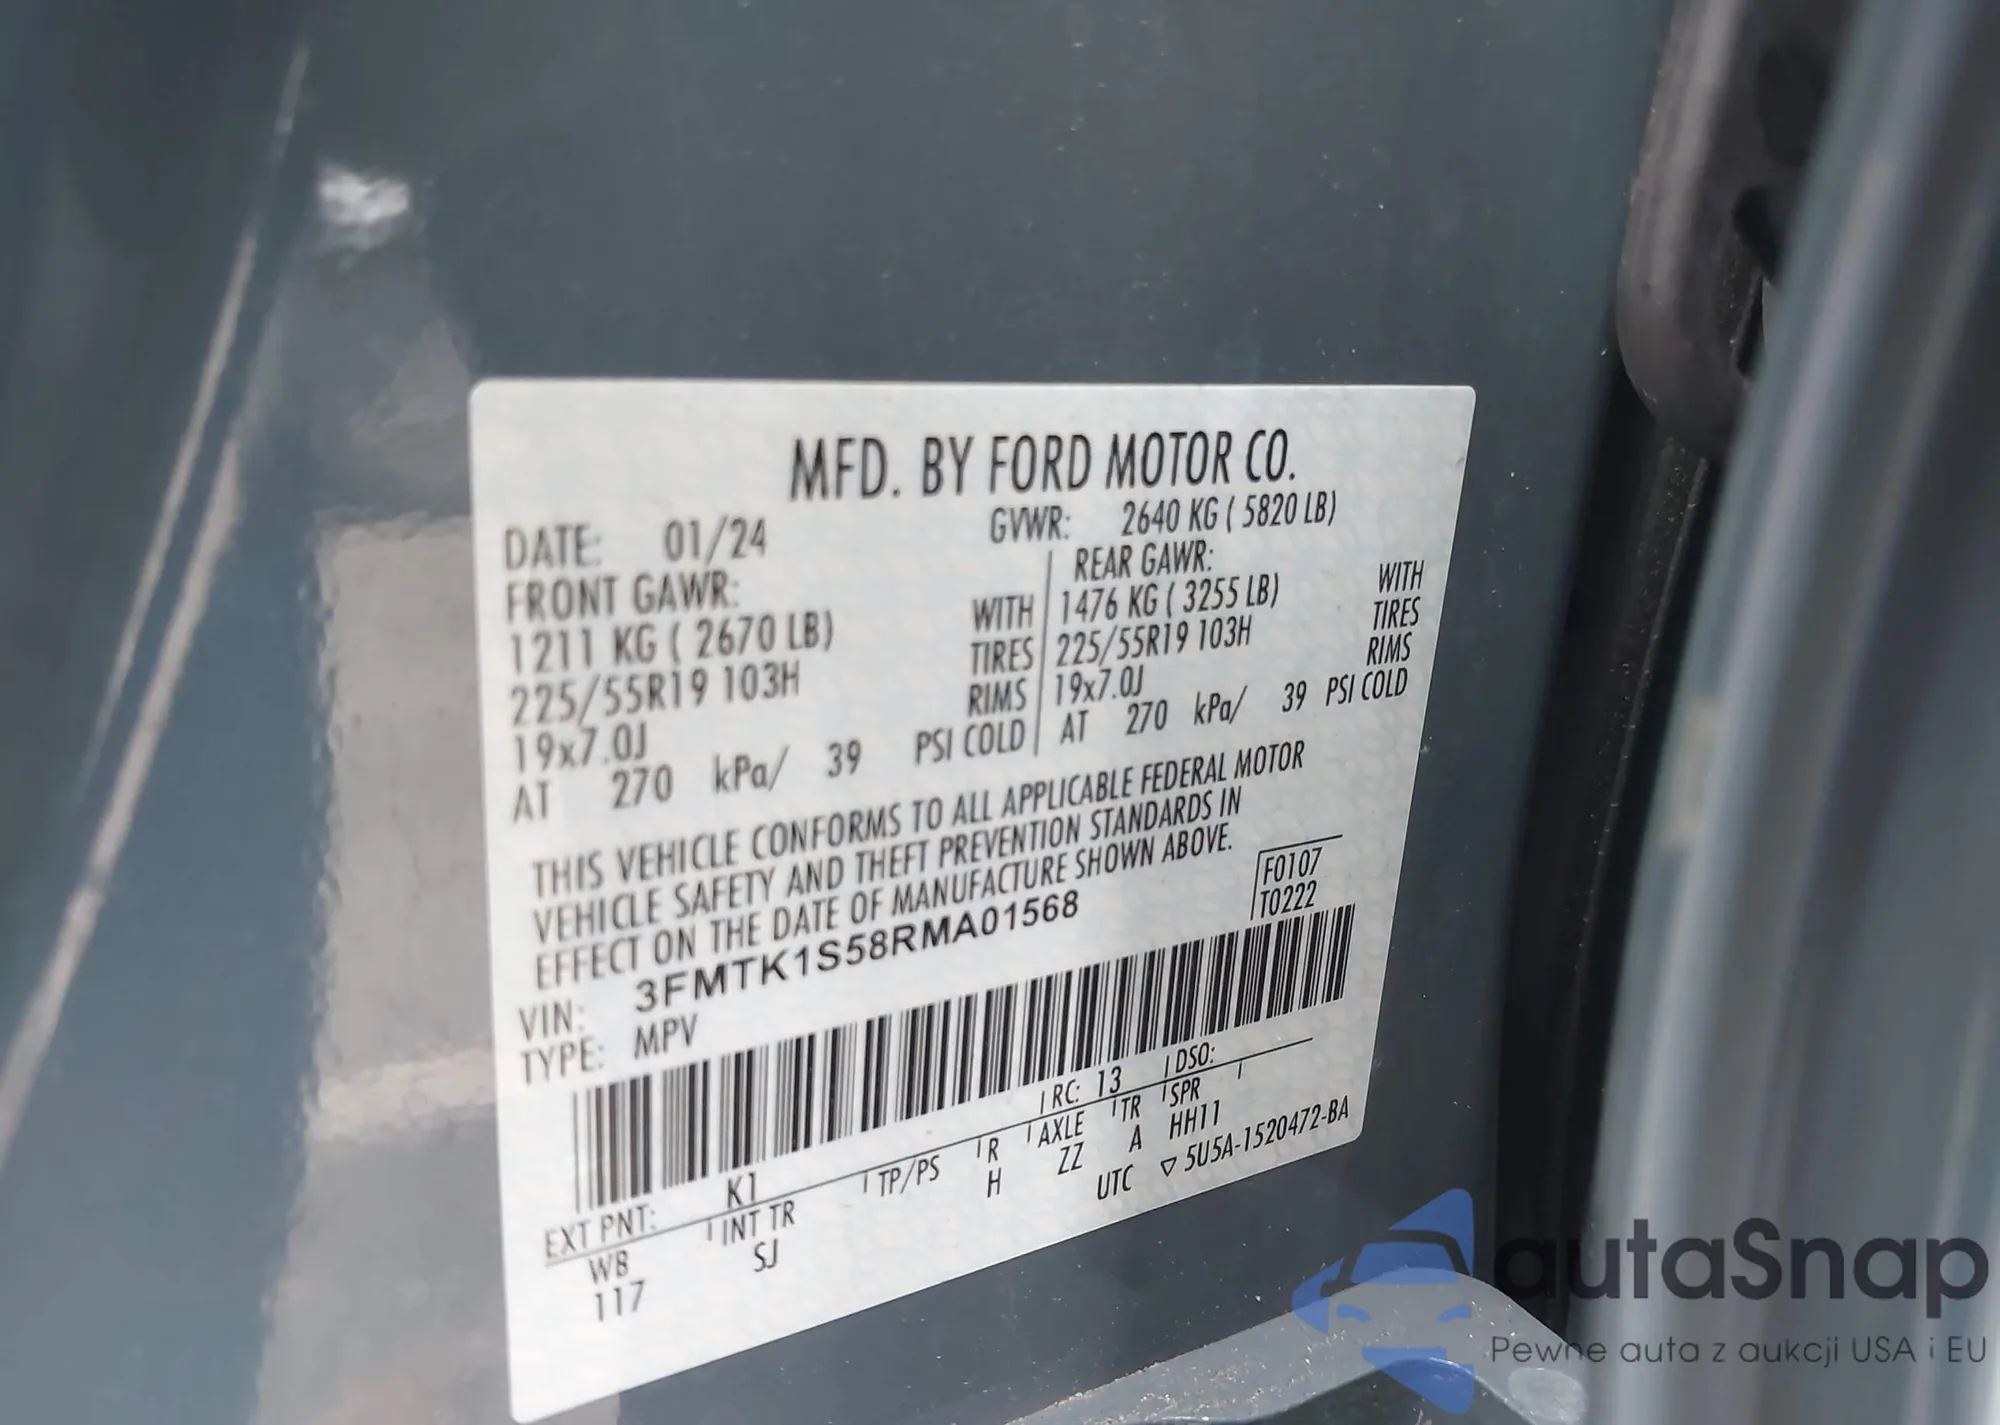 MFD. BY FORD MOTOR CO.
DATE: 01/24 GVWR: 2640 KG ( 5820 LB)
FRONT GAWR: REAR GAWR:
1211 KG ( 2670 LB) WITH 1476 KG ( 3255 LB) WITH
225/55R19 103H TIRES 225/55R19 103H TIRES
19x7.0J RIMS 19x7.0J RIMS
AT 270 kPa/ 39 PSI COLD AT 270 kPa/ 39 PSI COLD
THIS VEHICLE CONFORMS TO ALL APPLICABLE FEDERAL MOTOR
VEHICLE SAFETY AND THEFT PREVENTION STANDARDS IN
EFFECT ON THE DATE OF MANUFACTURE SHOWN ABOVE.
F0107
T0222
VIN: 3FMTK1S58RMA01568
TYPE: MPV
EXT PNT: K1 RC: 13 DSO:
W8 INT TR TP/PS R AXLE TR SPR
117 SJ H ZZ A HH11
UTC ▽ 5U5A-1520472-BA
autaSnap
Pewne auta z aukcji USA i EU